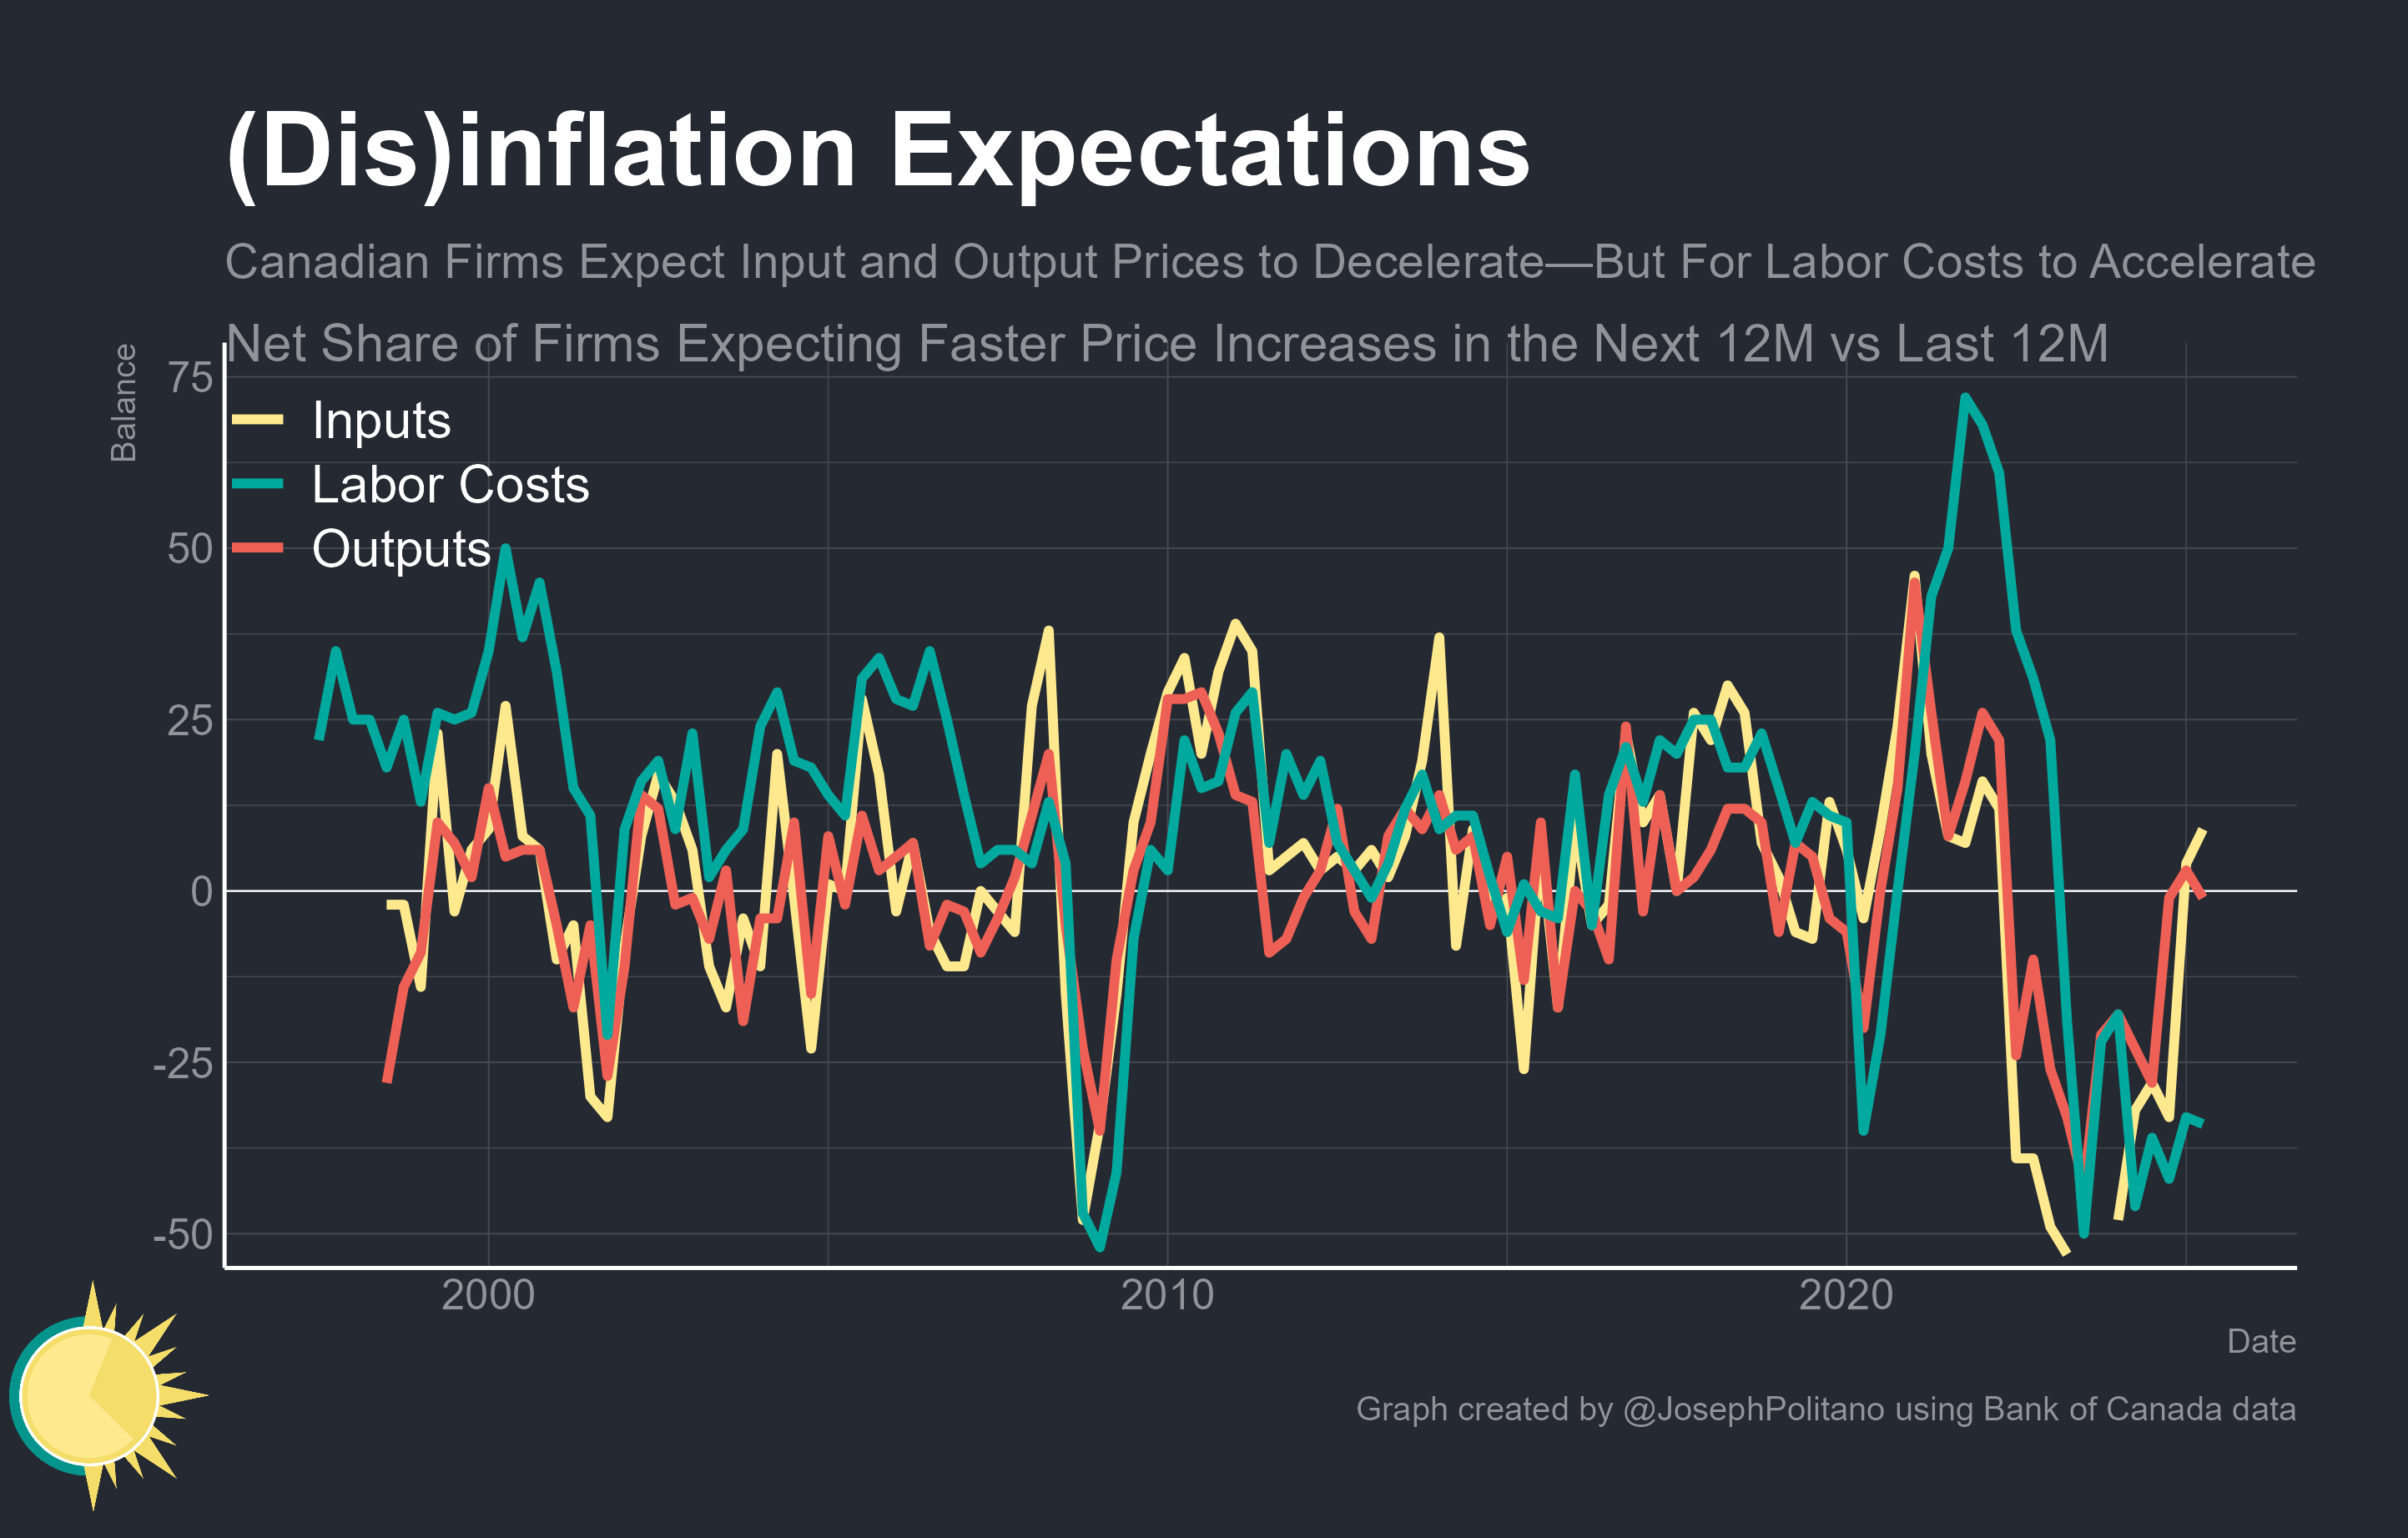 (Dis)inflation Expectations
Canadian Firms Expect Input and Output Prices to Decelerate—But For Labor Costs to Accelerate
Net Share of Firms Expecting Faster Price Increases in the Next 12M vs Last 12M
Balance
75
50
25
0
-25
-50
Inputs
Labor Costs
Outputs
2000 2010 2020
Date
Graph created by @JosephPolitano using Bank of Canada data